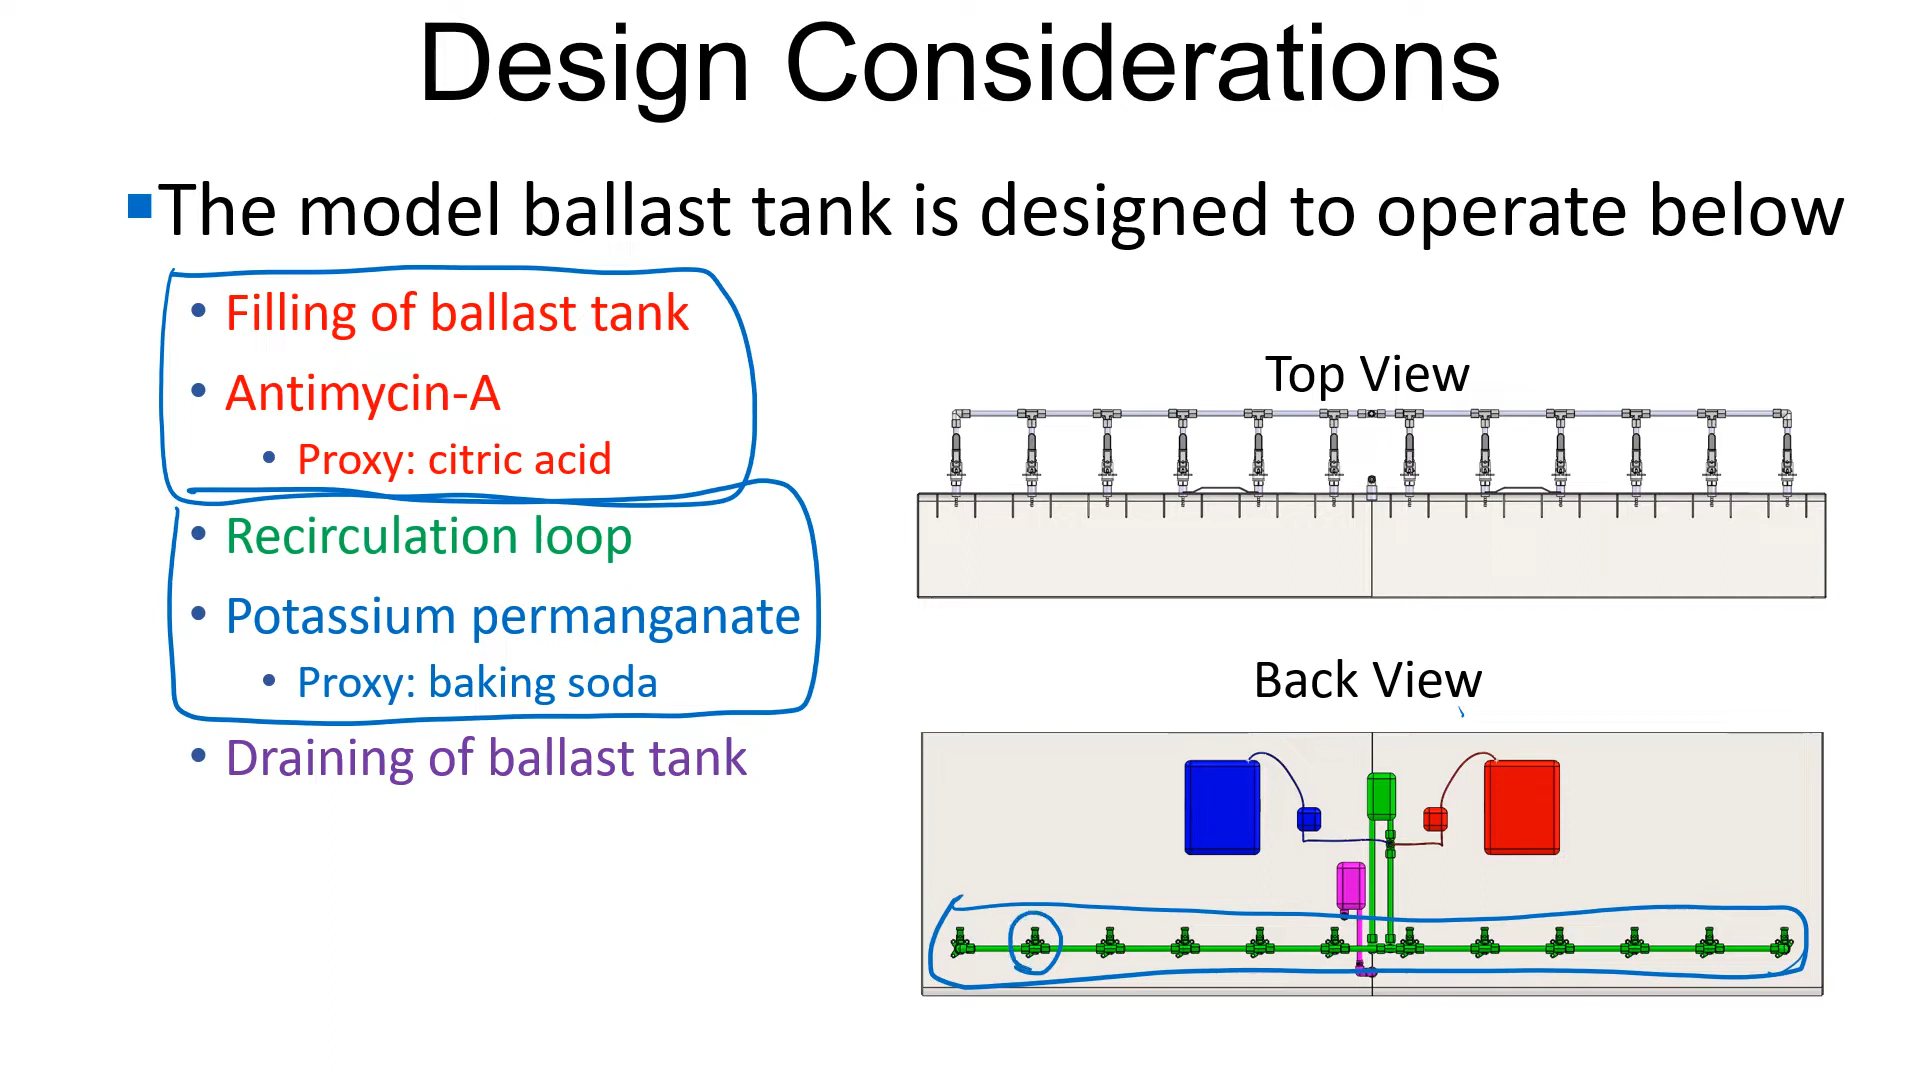 Design Considerations
The model ballast tank is designed to operate below
Filling of ballast tank
Antimycin-A
Proxy: citric acid
Recirculation loop
Potassium permanganate
Proxy: baking soda
Draining of ballast tank
Top View
Back View